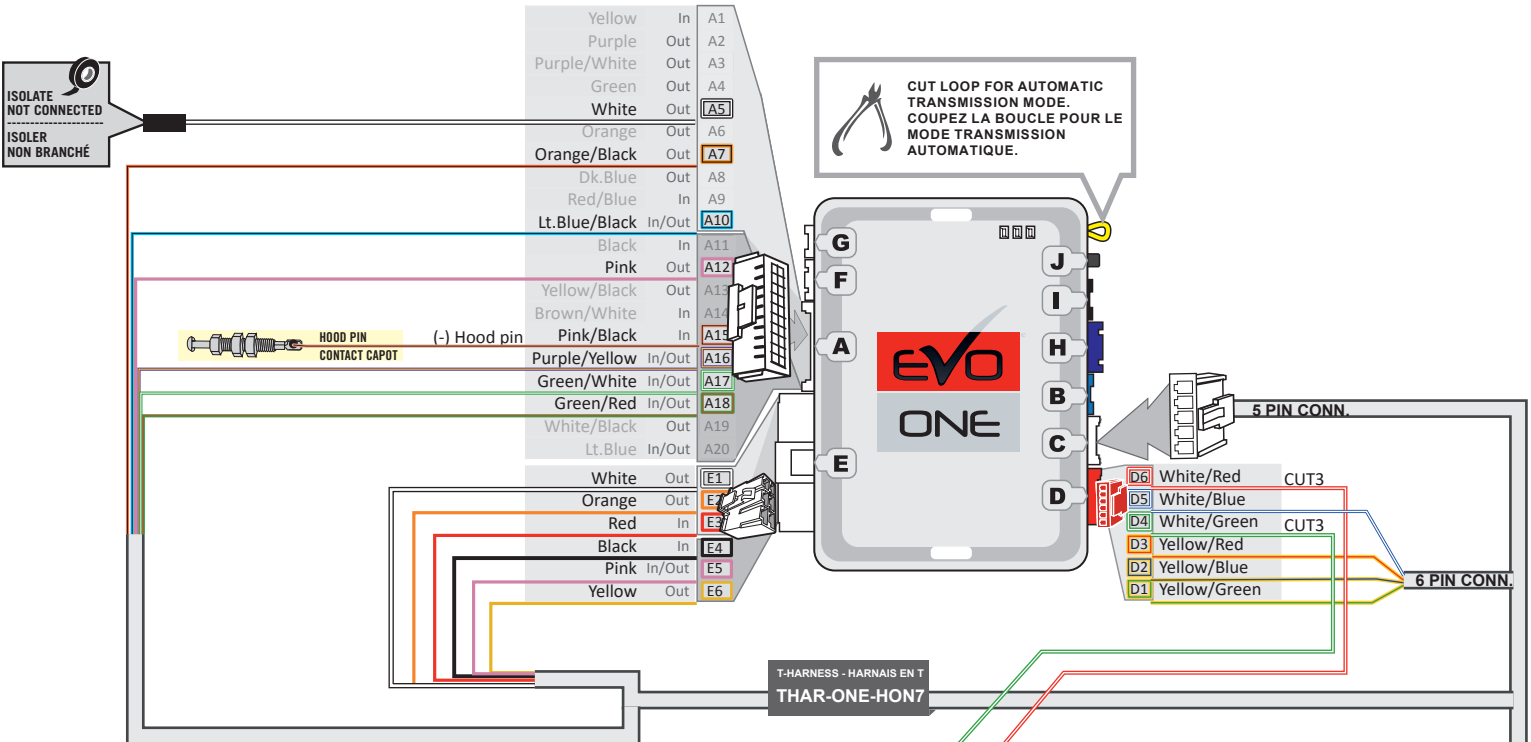 ISOLATE
NOT CONNECTED
ISOLER
NON BRANCHÉ
Yellow In A1
Purple Out A2
Purple/White Out A3
Green Out A4
White Out A5
Orange Out A6
Orange/Black Out A7
Dk.Blue Out A8
Red/Blue In A9
Lt.Blue/Black In/Out A10
Black In A11
Pink Out A12
Yellow/Black Out A13
Brown/White In A14
(-) Hood pin Pink/Black In A15
Purple/Yellow In/Out A16
Green/White In/Out A17
Green/Red In/Out A18
White/Black Out A19
Lt.Blue In/Out A20
HOOD PIN
CONTACT CAPOT
White Out E1
Orange Out E2
Red In E3
Black In E4
Pink In/Out E5
Yellow Out E6
CUT LOOP FOR AUTOMATIC
TRANSMISSION MODE.
COUPEZ LA BOUCLE POUR LE
MODE TRANSMISSION
AUTOMATIQUE.
G
F
A
E
EVO
ONE
J
I
H
B
C
D
5 PIN CONN.
D6 White/Red CUT3
D5 White/Blue
D4 White/Green CUT3
D3 Yellow/Red
D2 Yellow/Blue
D1 Yellow/Green
6 PIN CONN.
T-HARNESS - HARNAIS EN T
THAR-ONE-HON7